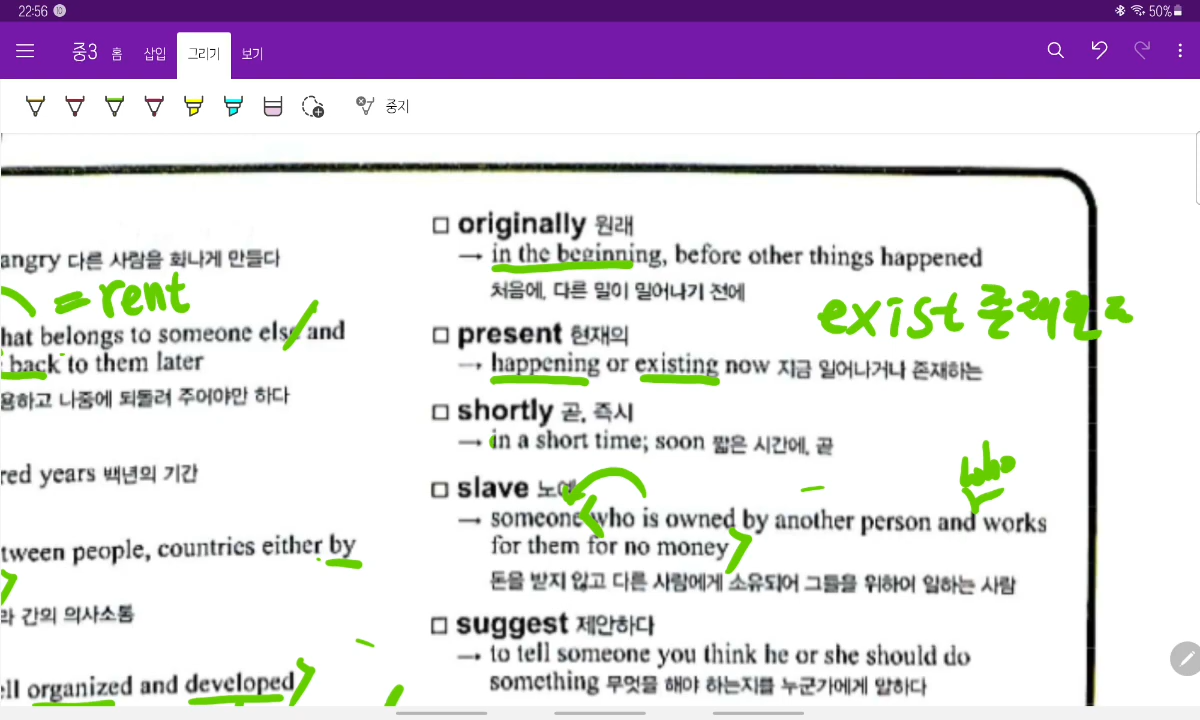 22:56
50%
중3 홈 삽입 그리기 보기
중지
angry 다른 사람을 화나게 만들다
= rent
hat belongs to someone else and
back to them later
용하고 나중에 되돌려 주어야만 하다
red years 백년의 기간
tween people, countries either by
라 간의 의사소통
ell organized and developed
originally 원래
→ in the beginning, before other things happened
처음에, 다른 일이 일어나기 전에
exist 존재한
present 현재의
→ happening or existing now 지금 일어나거나 존재하는
shortly 곧, 즉시
→ in a short time; soon 짧은 시간에, 곧
who
slave 노예
→ someone who is owned by another person and works
for them for no money
돈을 받지 않고 다른 사람에게 소유되어 그들을 위하여 일하는 사람
suggest 제안하다
→ to tell someone you think he or she should do
something 무엇을 해야 하는지를 누군가에게 말하다